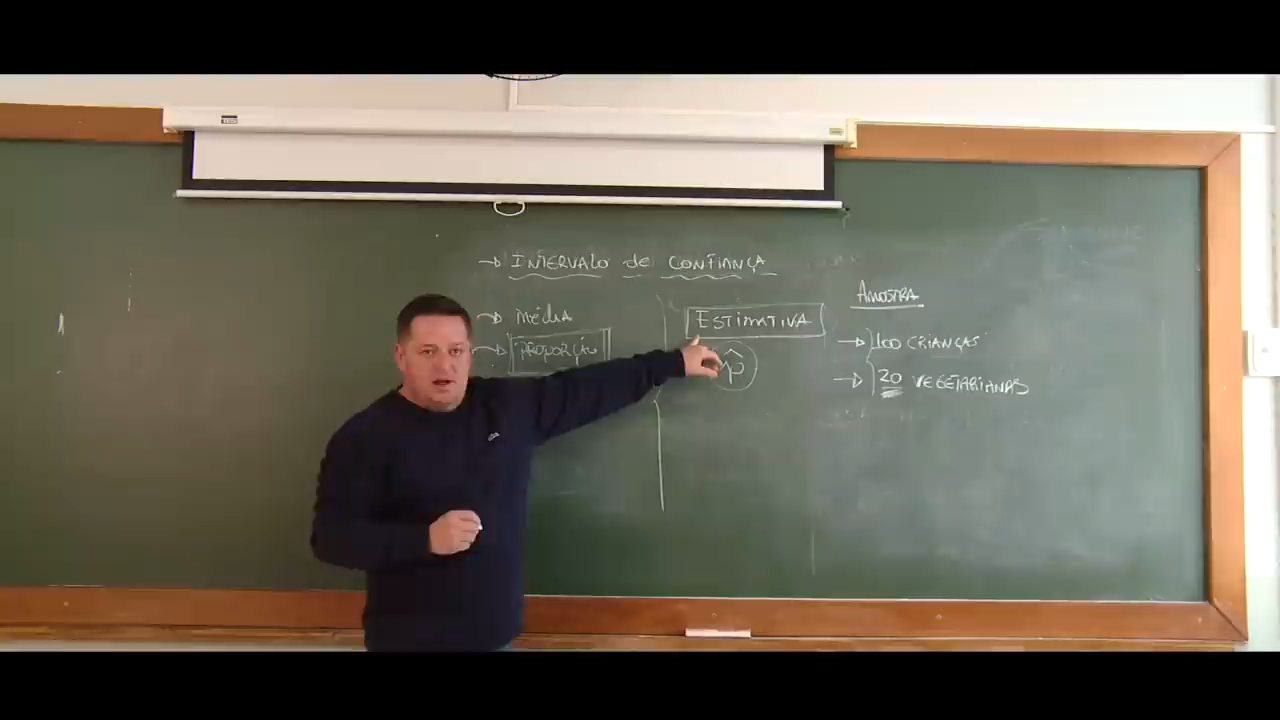 → INTERVALO de CONFIANÇA
→ MÉDIA
→ PROPORÇÃO
ESTIMATIVA
p̂
AMOSTRA
→ 100 CRIANÇAS
→ 20 VEGETARIANAS